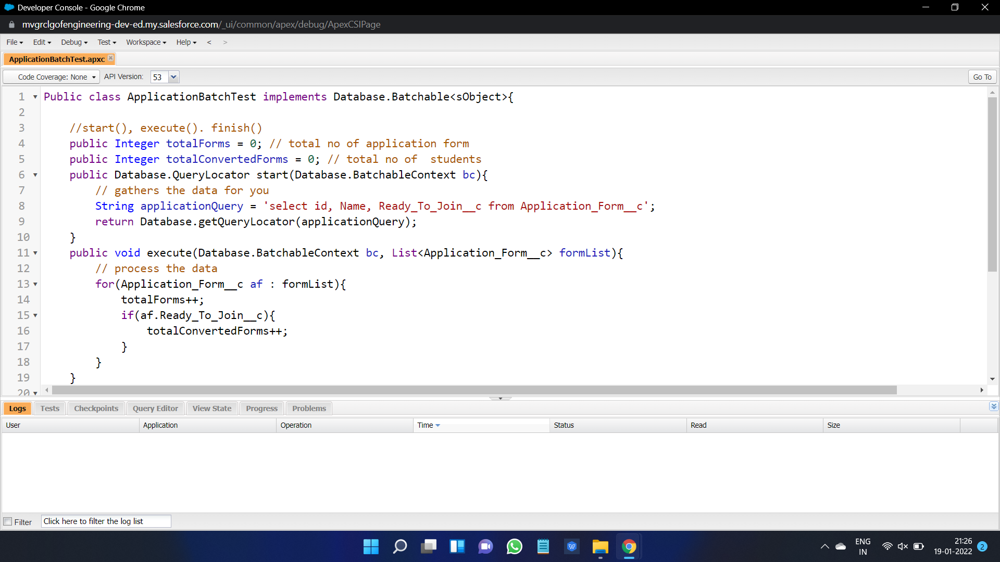 Developer Console - Google Chrome
mvgrclgofengineering-dev-ed.my.salesforce.com/_ui/common/apex/debug/ApexCSIPage
File Edit Debug Test Workspace Help < >
ApplicationBatchTest.apxc
Code Coverage: None API Version: 53 Go To
1 Public class ApplicationBatchTest implements Database.Batchable<sObject>{
2
3 //start(), execute(). finish()
4 public Integer totalForms = 0; // total no of application form
5 public Integer totalConvertedForms = 0; // total no of  students
6 public Database.QueryLocator start(Database.BatchableContext bc){
7 // gathers the data for you
8 String applicationQuery = 'select id, Name, Ready_To_Join__c from Application_Form__c';
9 return Database.getQueryLocator(applicationQuery);
10 }
11 public void execute(Database.BatchableContext bc, List<Application_Form__c> formList){
12 // process the data
13 for(Application_Form__c af : formList){
14 totalForms++;
15 if(af.Ready_To_Join__c){
16 totalConvertedForms++;
17 }
18 }
19 }
20
Logs Tests Checkpoints Query Editor View State Progress Problems
User Application Operation Time Status Read Size
Filter Click here to filter the log list
ENG
IN
21:26
19-01-2022
2